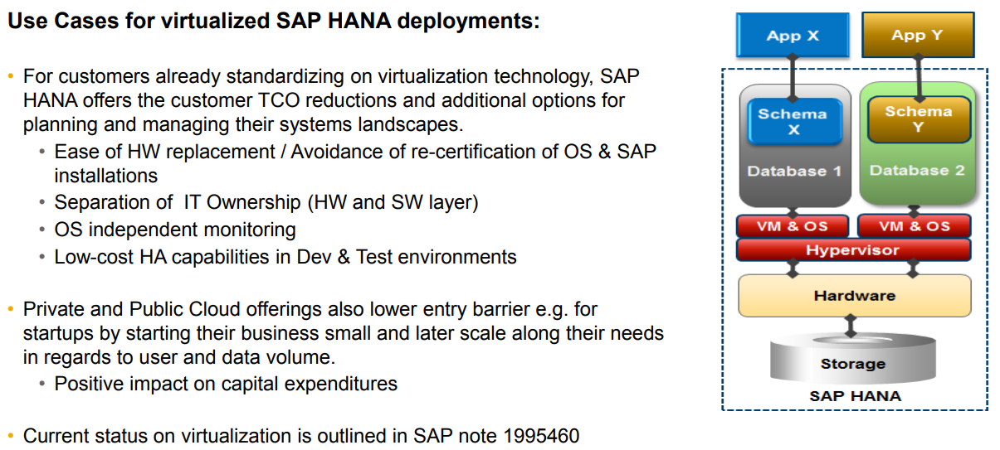 Use Cases for virtualized SAP HANA deployments:
• For customers already standardizing on virtualization technology, SAP
HANA offers the customer TCO reductions and additional options for
planning and managing their systems landscapes.
• Ease of HW replacement / Avoidance of re-certification of OS & SAP
installations
• Separation of IT Ownership (HW and SW layer)
• OS independent monitoring
• Low-cost HA capabilities in Dev & Test environments
• Private and Public Cloud offerings also lower entry barrier e.g. for
startups by starting their business small and later scale along their needs
in regards to user and data volume.
• Positive impact on capital expenditures
• Current status on virtualization is outlined in SAP note 1995460
App X
App Y
Schema
X
Schema
Y
Database 1
Database 2
VM & OS
VM & OS
Hypervisor
Hardware
Storage
SAP HANA